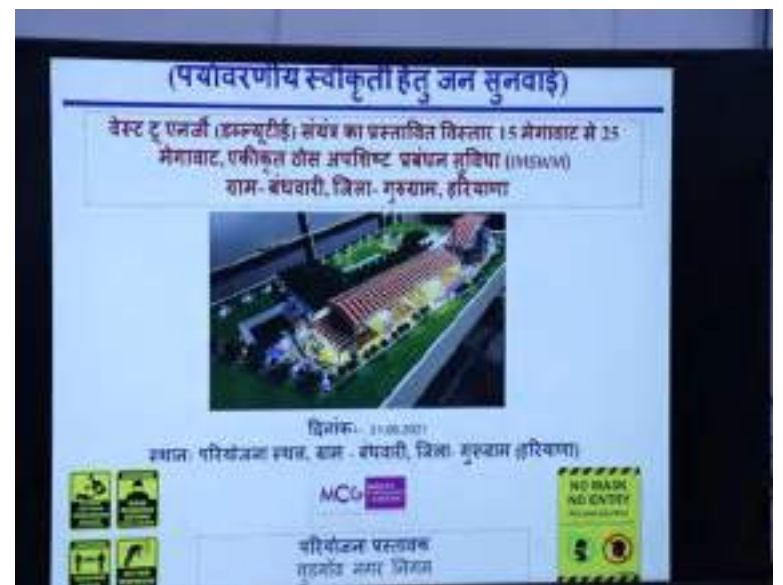 (पर्यावरणीय स्वीकृती हेतु जन सुनवाई)
वेस्ट टू एनर्जी (डब्ल्यूटीई) संयंत्र का प्रस्तावित विस्तार 15 मेगावाट से 25
मेगावाट, एकीकृत ठोस अपशिष्ट प्रबंधन सुविधा (IMSWM)
ग्राम- बंधवारी, जिला- गुरुग्राम, हरियाणा
दिनांक:-
स्थान: परियोजना स्थल, ग्राम - बंधवारी, जिला- गुरुग्राम (हरियाणा)
MCG
NO MASK
NO ENTRY
परियोजना प्रस्तावक
गुड़गाँव नगर निगम